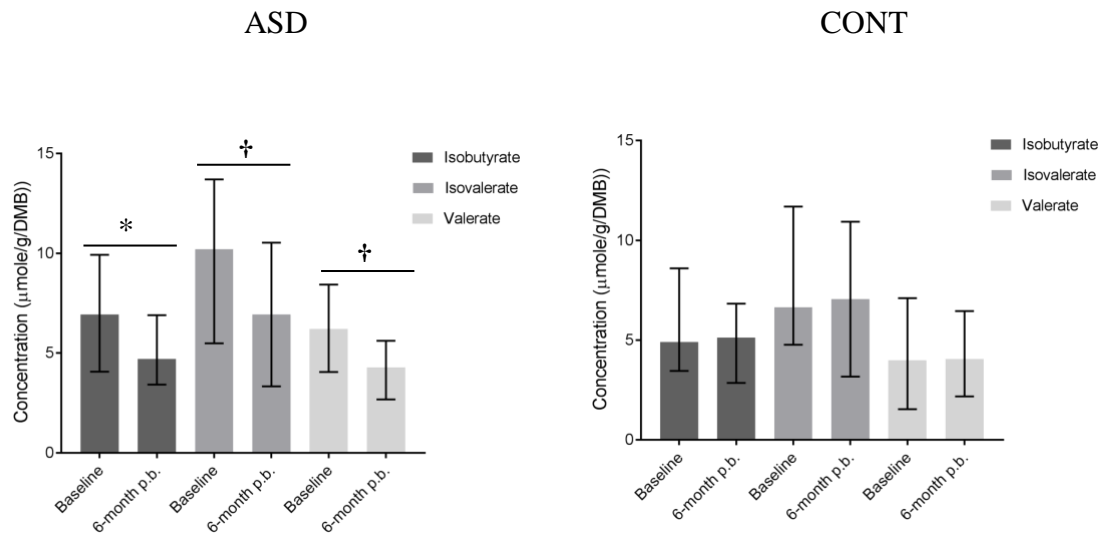 ASD
CONT
*
†
†
Isobutyrate
Isovalerate
Valerate
Concentration (μmole/g/DMB))
15
10
5
0
Baseline
6-month p.b.
Baseline
6-month p.b.
Baseline
6-month p.b.
Isobutyrate
Isovalerate
Valerate
Concentration (μmole/g/DMB))
15
10
5
0
Baseline
6-month p.b.
Baseline
6-month p.b.
Baseline
6-month p.b.